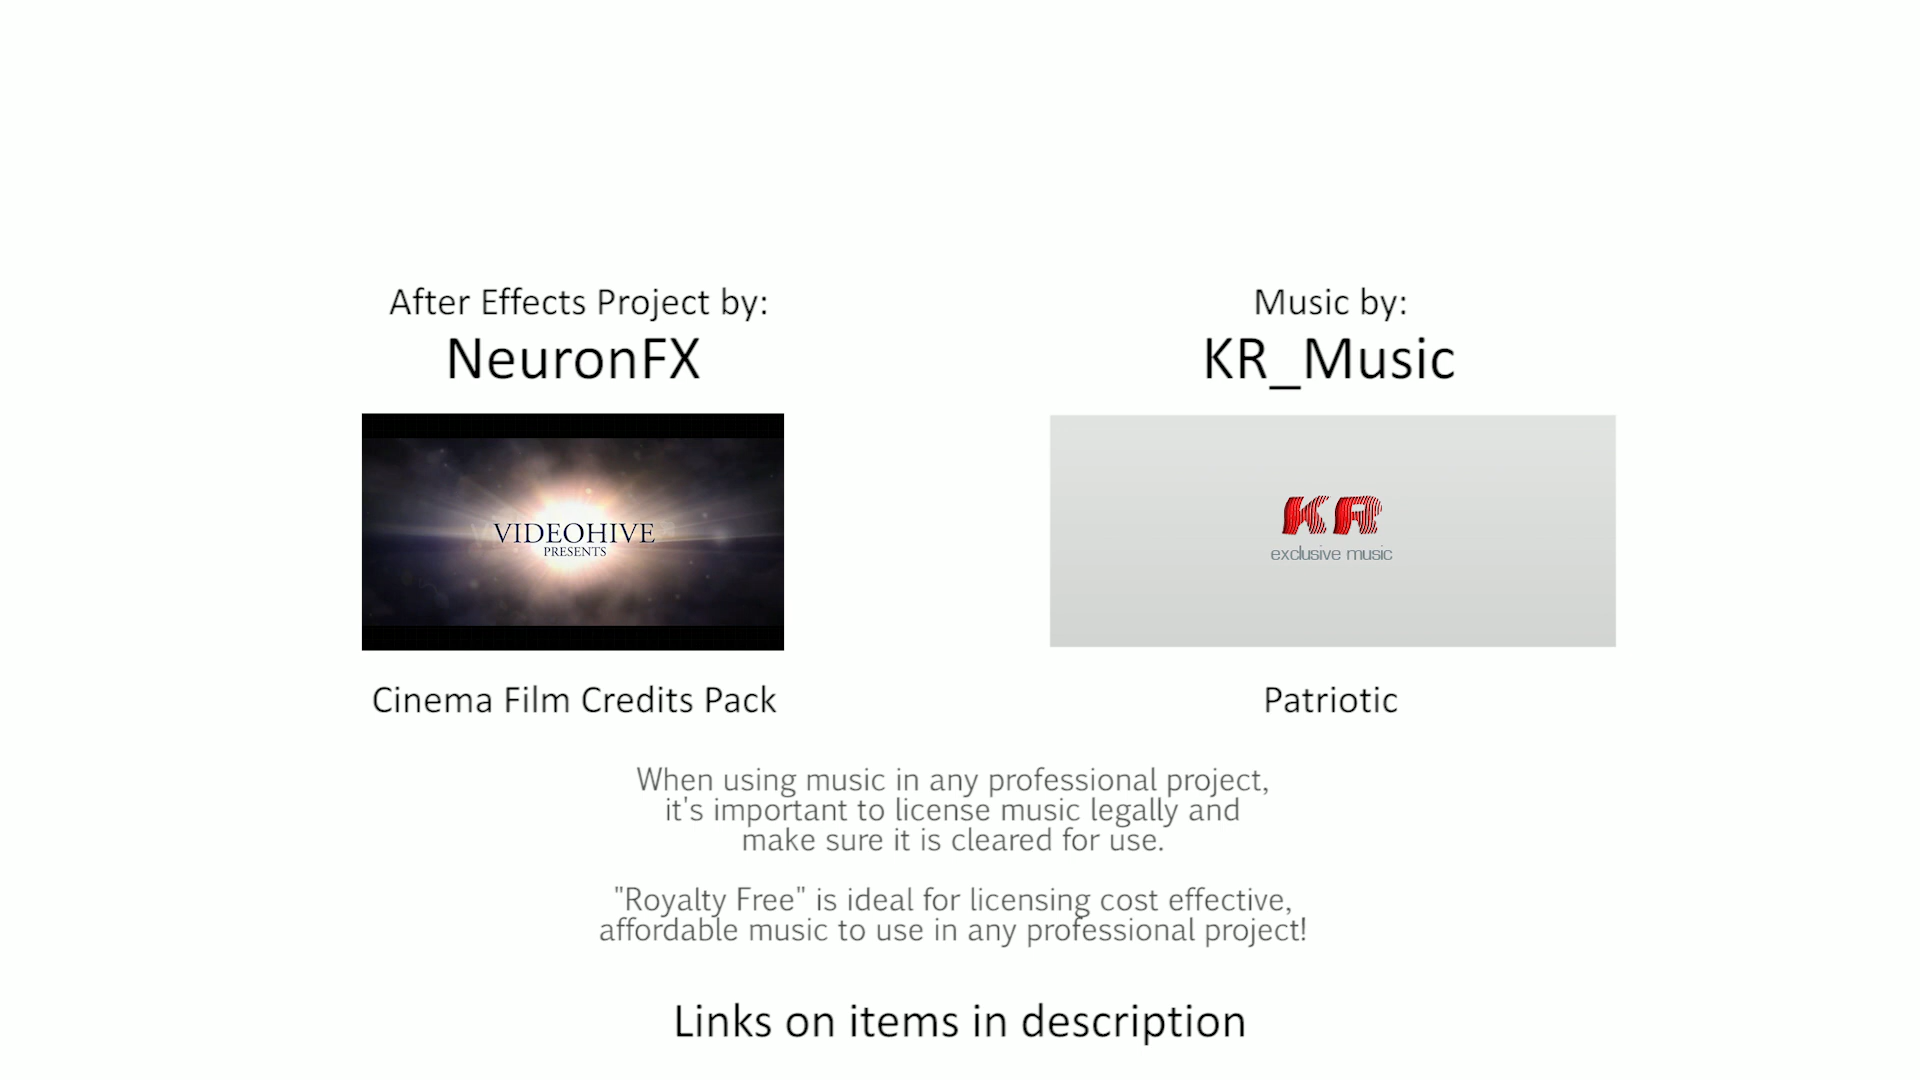 After Effects Project by:
NeuronFX
VIDEOHIVE
PRESENTS
Cinema Film Credits Pack
Music by:
KR_Music
KR
exclusive music
Patriotic
When using music in any professional project,
it's important to license music legally and
make sure it is cleared for use.
"Royalty Free" is ideal for licensing cost effective,
affordable music to use in any professional project!
Links on items in description